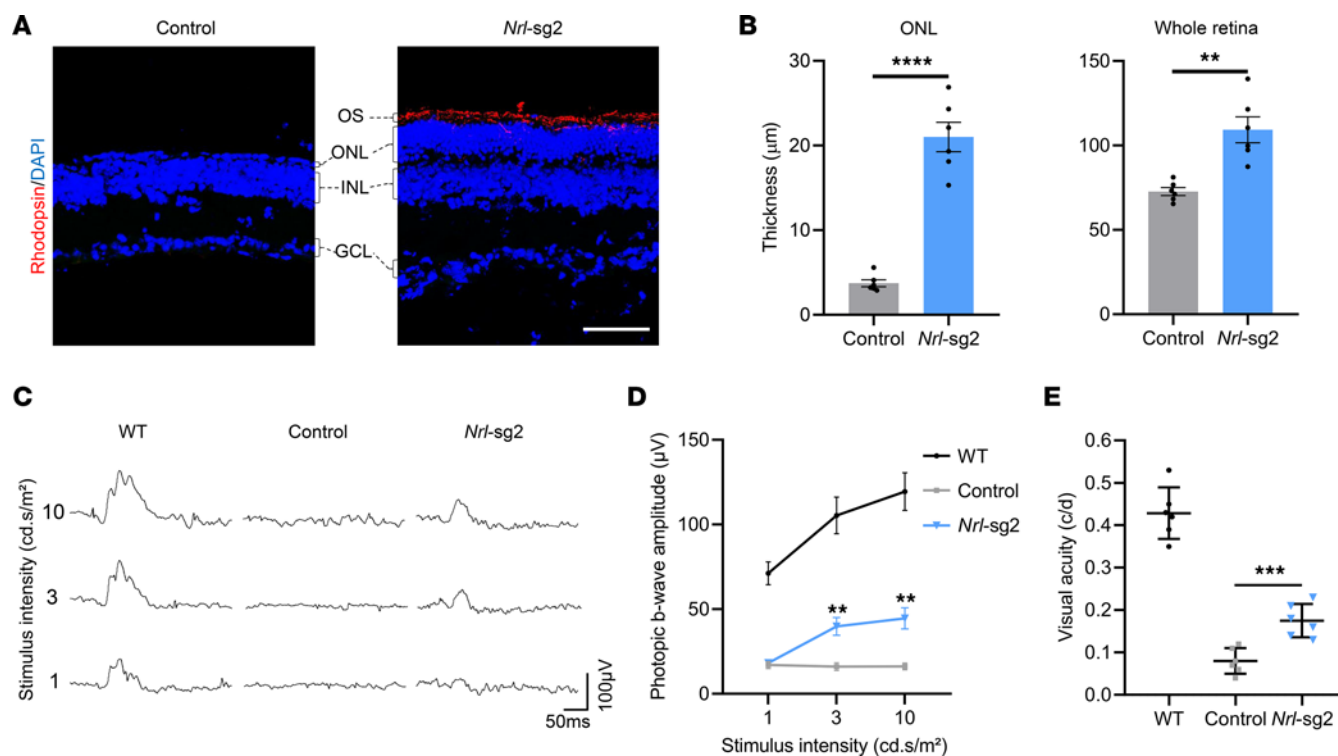 A
Control
Nrl-sg2
Rhodopsin/DAPI
OS
ONL
INL
GCL
B
ONL
Whole retina
****
**
Thickness (µm)
30
20
10
0
150
100
50
0
Control
Nrl-sg2
Control
Nrl-sg2
C
WT
Control
Nrl-sg2
Stimulus intensity (cd.s/m²)
10
3
1
100µV
50ms
D
Photopic b-wave amplitude (µV)
150
100
50
0
WT
Control
Nrl-sg2
**
**
1
3
10
Stimulus intensity (cd.s/m²)
E
Visual acuity (c/d)
0.6
0.5
0.4
0.3
0.2
0.1
0.0
***
WT
Control
Nrl-sg2